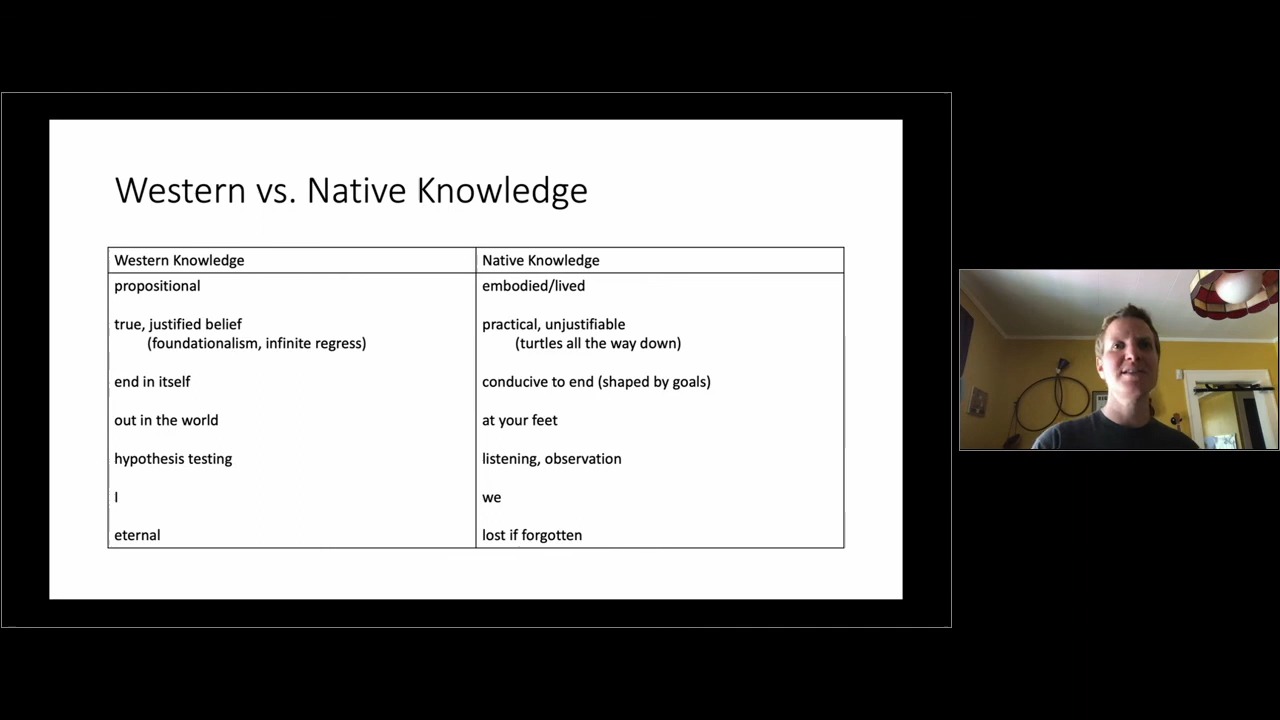 Western vs. Native Knowledge
Western Knowledge
Native Knowledge
propositional
embodied/lived
true, justified belief
(foundationalism, infinite regress)
practical, unjustifiable
(turtles all the way down)
end in itself
conducive to end (shaped by goals)
out in the world
at your feet
hypothesis testing
listening, observation
I
we
eternal
lost if forgotten